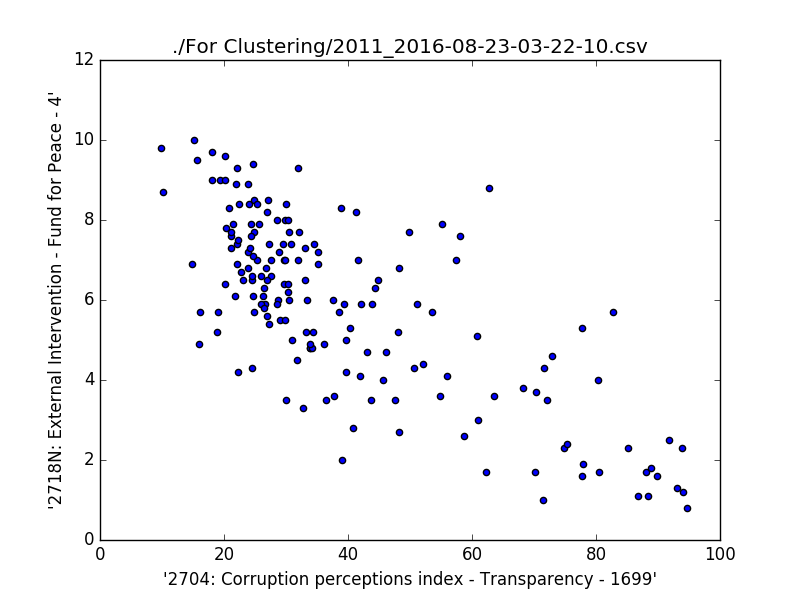 ./For Clustering/2011_2016-08-23-03-22-10.csv
12
10
8
6
4
2
0
'2718N: External Intervention - Fund for Peace - 4'
0 20 40 60 80 100
'2704: Corruption perceptions index - Transparency - 1699'